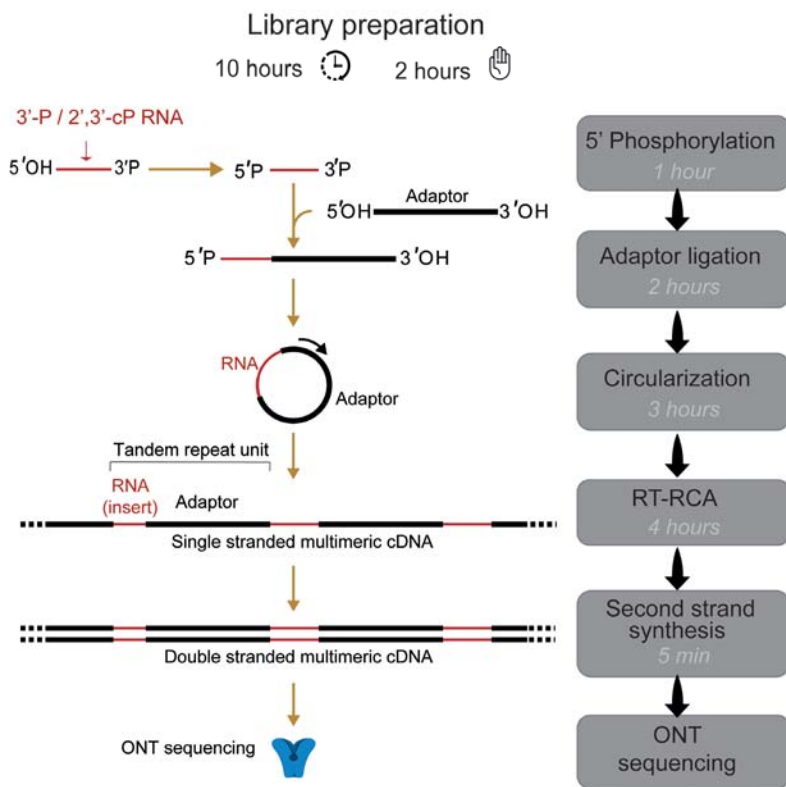 Library preparation
10 hours
2 hours
3'-P / 2',3'-cP RNA
5'OH
3'P
5'P
3'P
5'OH
Adaptor
3'OH
5'P
3'OH
RNA
Adaptor
Tandem repeat unit
RNA
(insert)
Adaptor
Single stranded multimeric cDNA
Double stranded multimeric cDNA
ONT sequencing
5' Phosphorylation
1 hour
Adaptor ligation
2 hours
Circularization
3 hours
RT-RCA
4 hours
Second strand
synthesis
5 min
ONT
sequencing